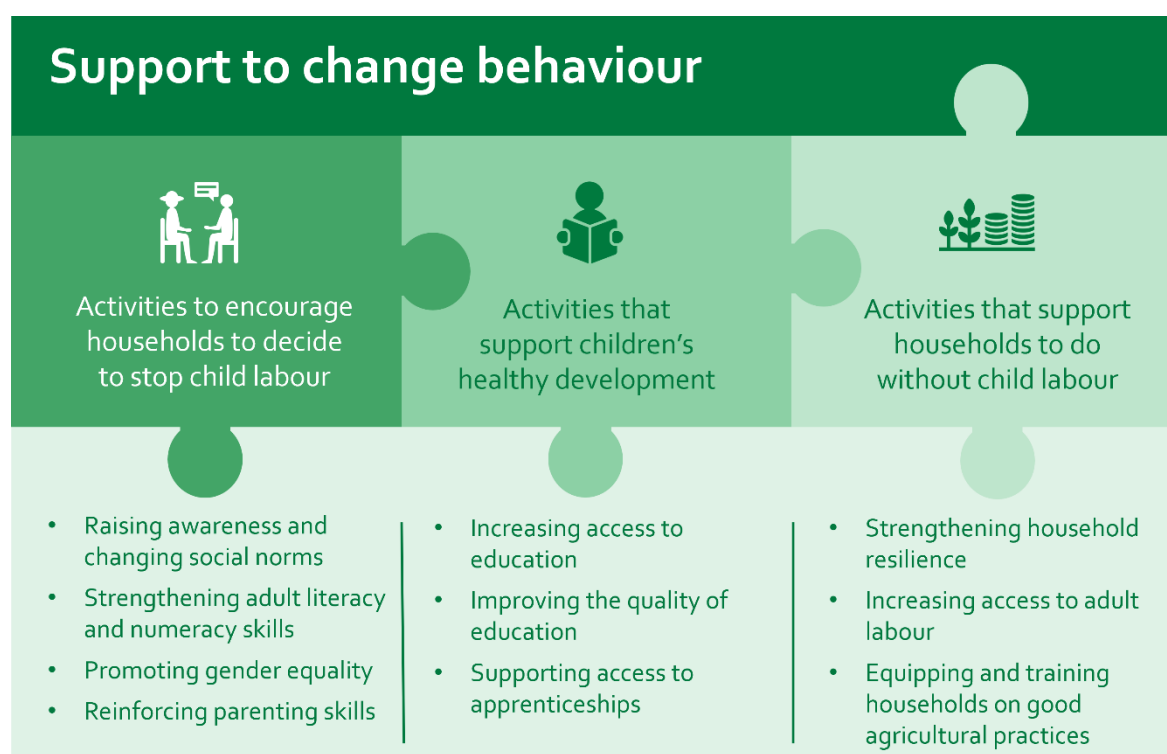 Support to change behaviour
Activities to encourage
households to decide
to stop child labour
Activities that
support children's
healthy development
Activities that support
households to do
without child labour
• Raising awareness and
changing social norms
• Strengthening adult literacy
and numeracy skills
• Promoting gender equality
• Reinforcing parenting skills
• Increasing access to
education
• Improving the quality of
education
• Supporting access to
apprenticeships
• Strengthening household
resilience
• Increasing access to adult
labour
• Equipping and training
households on good
agricultural practices